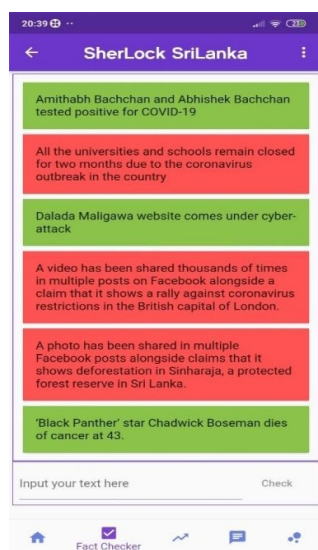 20:39
SherLock SriLanka
Amithabh Bachchan and Abhishek Bachchan
tested positive for COVID-19
All the universities and schools remain closed
for two months due to the coronavirus
outbreak in the country
Dalada Maligawa website comes under cyber-
attack
A video has been shared thousands of times
in multiple posts on Facebook alongside a
claim that it shows a rally against coronavirus
restrictions in the British capital of London.
A photo has been shared in multiple
Facebook posts alongside claims that it
shows deforestation in Sinharaja, a protected
forest reserve in Sri Lanka.
'Black Panther' star Chadwick Boseman dies
of cancer at 43.
Input your text here Check
Fact Checker